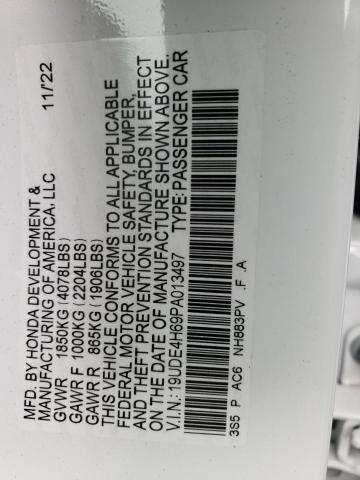 MFD. BY HONDA DEVELOPMENT &
MANUFACTURING OF AMERICA, LLC 11/22
GVWR 1850KG (4078LBS)
GAWR F 1000KG (2204LBS)
GAWR R 865KG (1906LBS)
THIS VEHICLE CONFORMS TO ALL APPLICABLE
FEDERAL MOTOR VEHICLE SAFETY, BUMPER,
AND THEFT PREVENTION STANDARDS IN EFFECT
ON THE DATE OF MANUFACTURE SHOWN ABOVE.
V.I.N.: 19UDE4H69PA013497 TYPE: PASSENGER CAR
3S5 P AC6 NH883PV .F .A